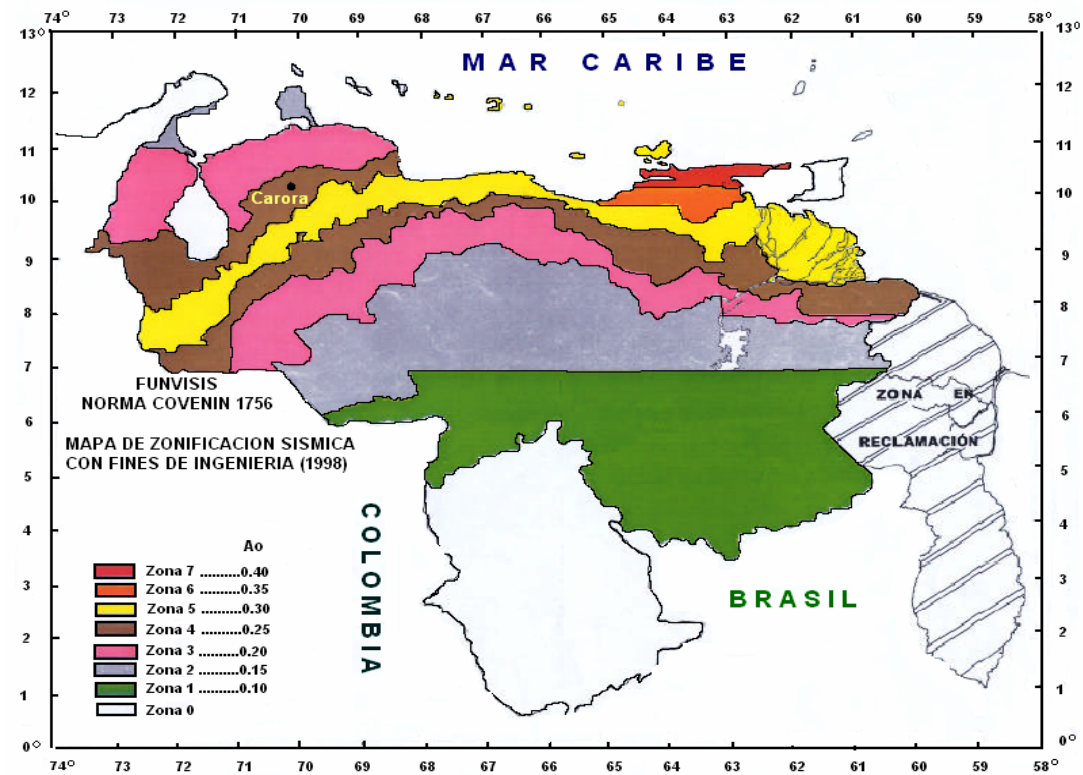 74° 73 72 71 70 69 68 67 66 65 64 63 62 61 60 59 58°
13° 13°
MAR CARIBE
12 12
11 11
10 10
Carora
9 9
8 8
7 7
FUNVISIS
NORMA COVENIN 1756
ZONA EN
6 6
RECLAMACIÓN
MAPA DE ZONIFICACION SISMICA
CON FINES DE INGENIERIA (1998)
5 5
COLOMBIA
4 4
Ao
Zona 7 .........0.40
3 3
Zona 6 .........0.35
Zona 5 .........0.30
BRASIL
Zona 4 .........0.25
2 2
Zona 3 .........0.20
Zona 2 .........0.15
Zona 1 .........0.10
1 1
Zona 0
0° 0°
74° 73 72 71 70 69 68 67 66 65 64 63 62 61 60 59 58°